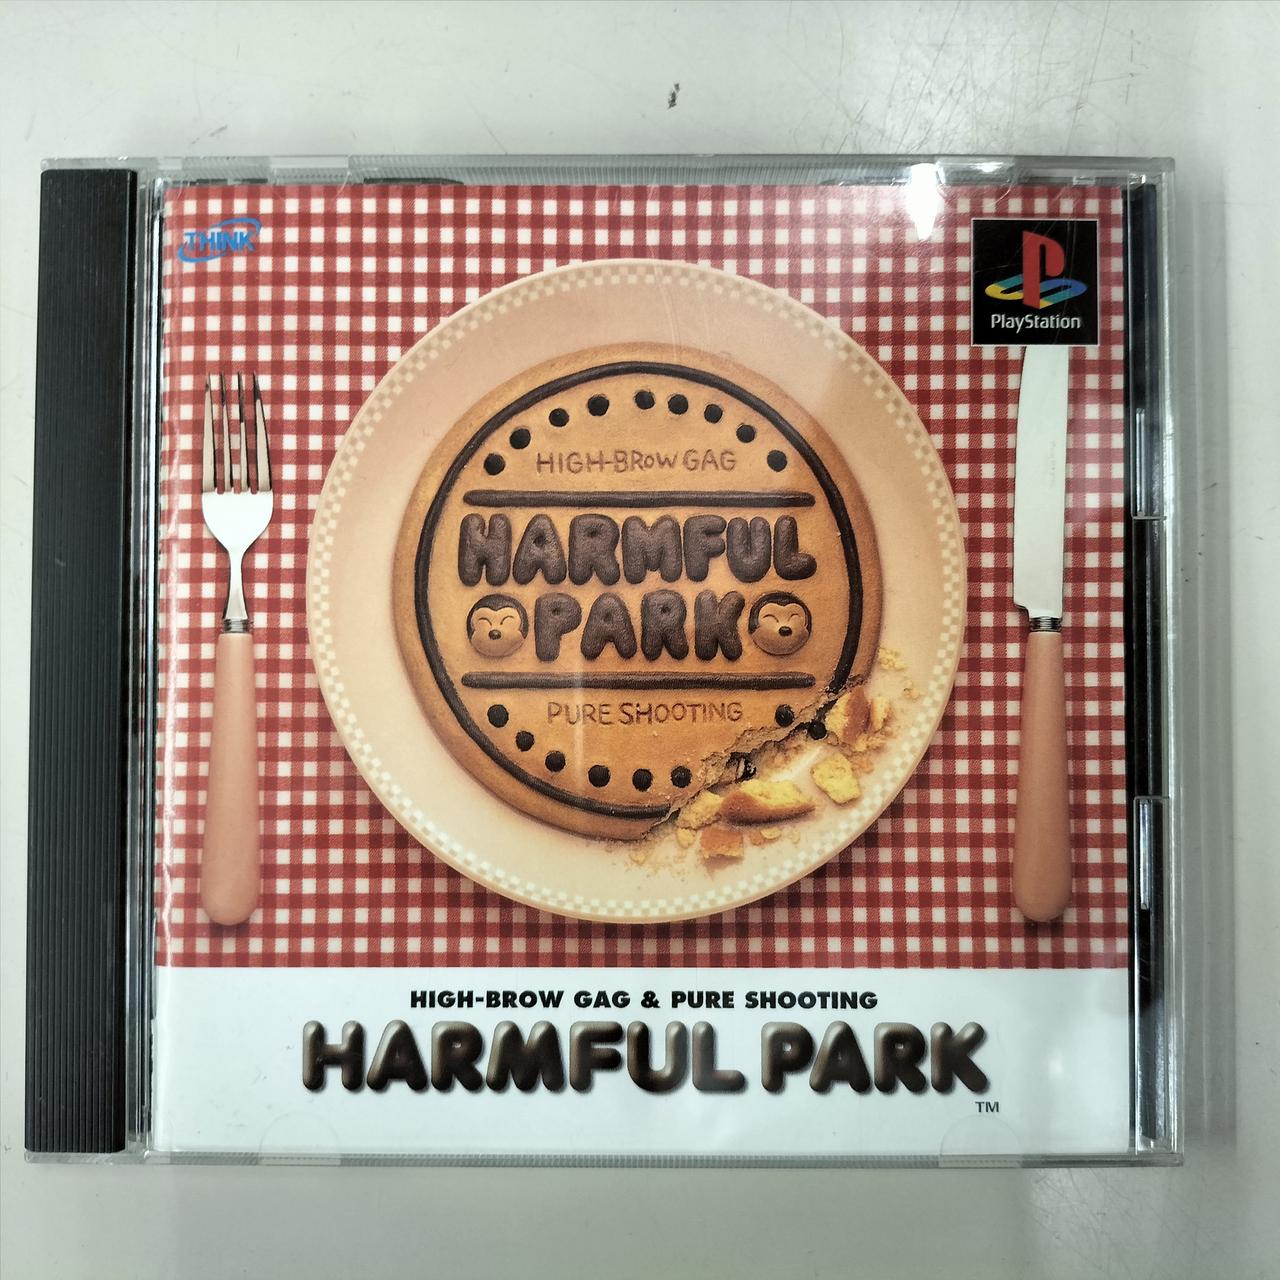 THINK
PlayStation
HIGH-BROW GAG
HARMFUL
PARK
PURE SHOOTING
HIGH-BROW GAG & PURE SHOOTING
HARMFUL PARK
TM